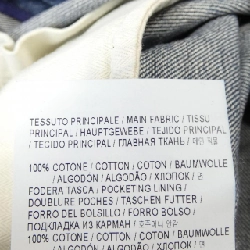 TESSUTO PRINCIPALE / MAIN FABRIC / TISSU
PRINCIPAL / HAUPTGEWEBE / TEJIDO PRINCIPAL
/ TECIDO PRINCIPAL / ГЛАВНАЯ ТКАНЬ /
100% COTONE / COTTON / COTON / BAUMWOLLE
/ ALGODÓN / ALGODÃO / ХЛОПОК / 면
FODERA TASCA / POCKETING LINING /
DOUBLURE POCHES / TASCHEN FUTTER /
FORRO DEL BOLSILLO / FORRO BOLSO /
ПОДКЛАДКА ИЗ КАРМАН /
100% COTONE / COTTON / COTON / BAUMWOLLE
/ ALGODÓN / ALGODÃO / ХЛОПОК / 면